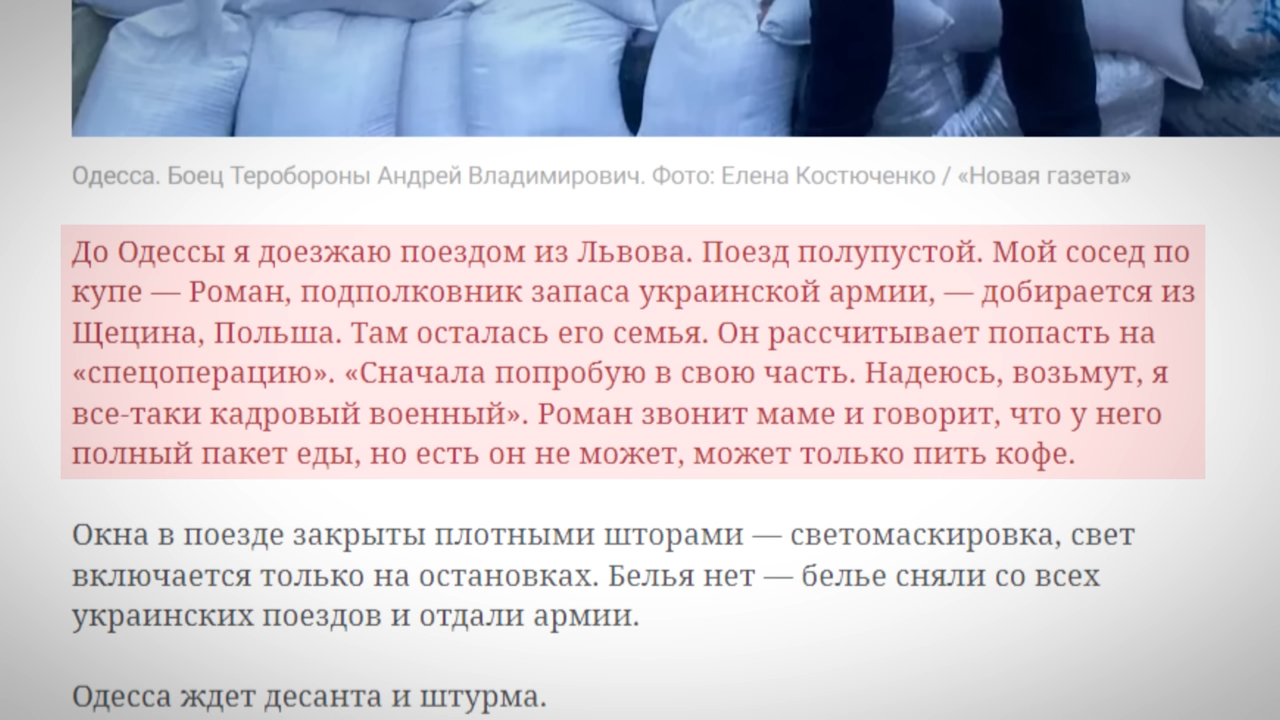 Одесса. Боец Теробороны Андрей Владимирович. Фото: Елена Костюченко / «Новая газета»
До Одессы я доезжаю поездом из Львова. Поезд полупустой. Мой сосед по
купе — Роман, подполковник запаса украинской армии, — добирается из
Щецина, Польша. Там осталась его семья. Он рассчитывает попасть на
«спецоперацию». «Сначала попробую в свою часть. Надеюсь, возьмут, я
все-таки кадровый военный». Роман звонит маме и говорит, что у него
полный пакет еды, но есть он не может, может только пить кофе.
Окна в поезде закрыты плотными шторами — светомаскировка, свет
включается только на остановках. Белья нет — белье сняли со всех
украинских поездов и отдали армии.
Одесса ждет десанта и штурма.